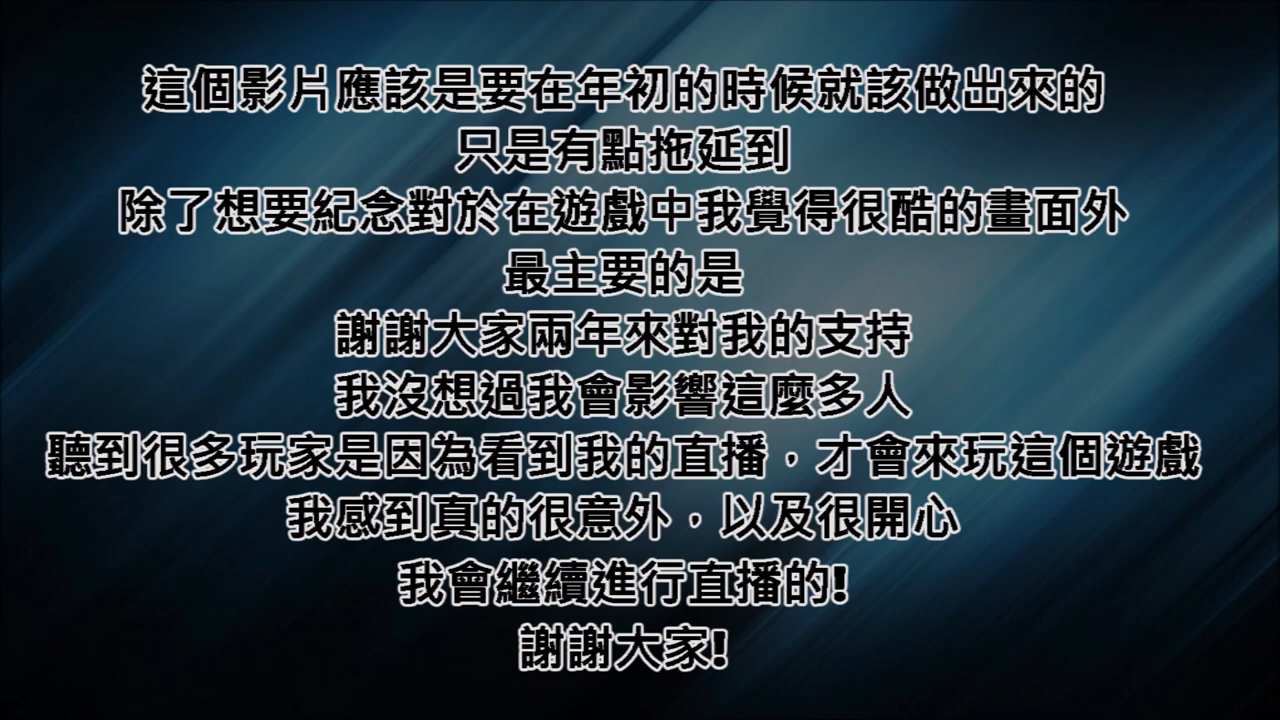 這個影片應該是要在年初的時候就該做出來的
只是有點拖延到
除了想要紀念對於在遊戲中我覺得很酷的畫面外
最主要的是
謝謝大家兩年來對我的支持
我沒想過我會影響這麼多人
聽到很多玩家是因為看到我的直播，才會來玩這個遊戲
我感到真的很意外，以及很開心
我會繼續進行直播的!
謝謝大家!